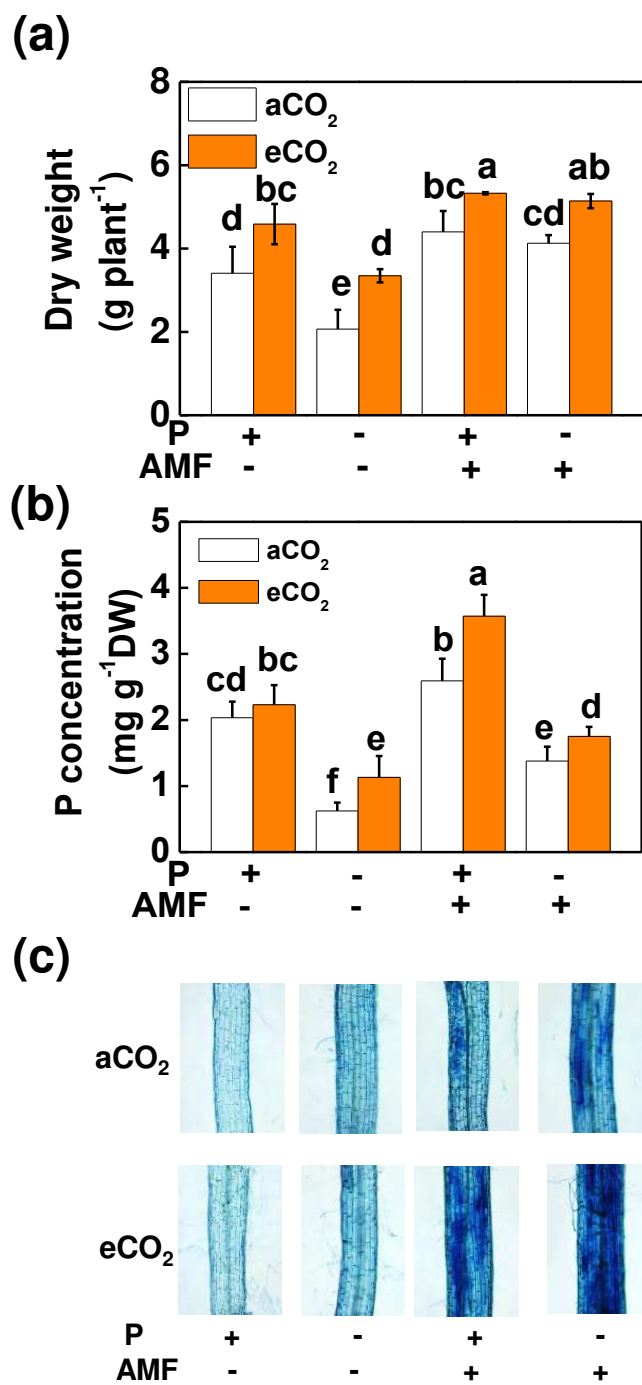 (a)
Dry weight
(g plant⁻¹)
8
6
4
2
0
aCO₂
eCO₂
d bc e d bc a cd ab
P + - + -
AMF - - + +
(b)
P concentration
(mg g⁻¹DW)
5
4
3
2
1
0
aCO₂
eCO₂
cd bc f e b a e d
P + - + -
AMF - - + +
(c)
aCO₂
eCO₂
P + - + -
AMF - - + +